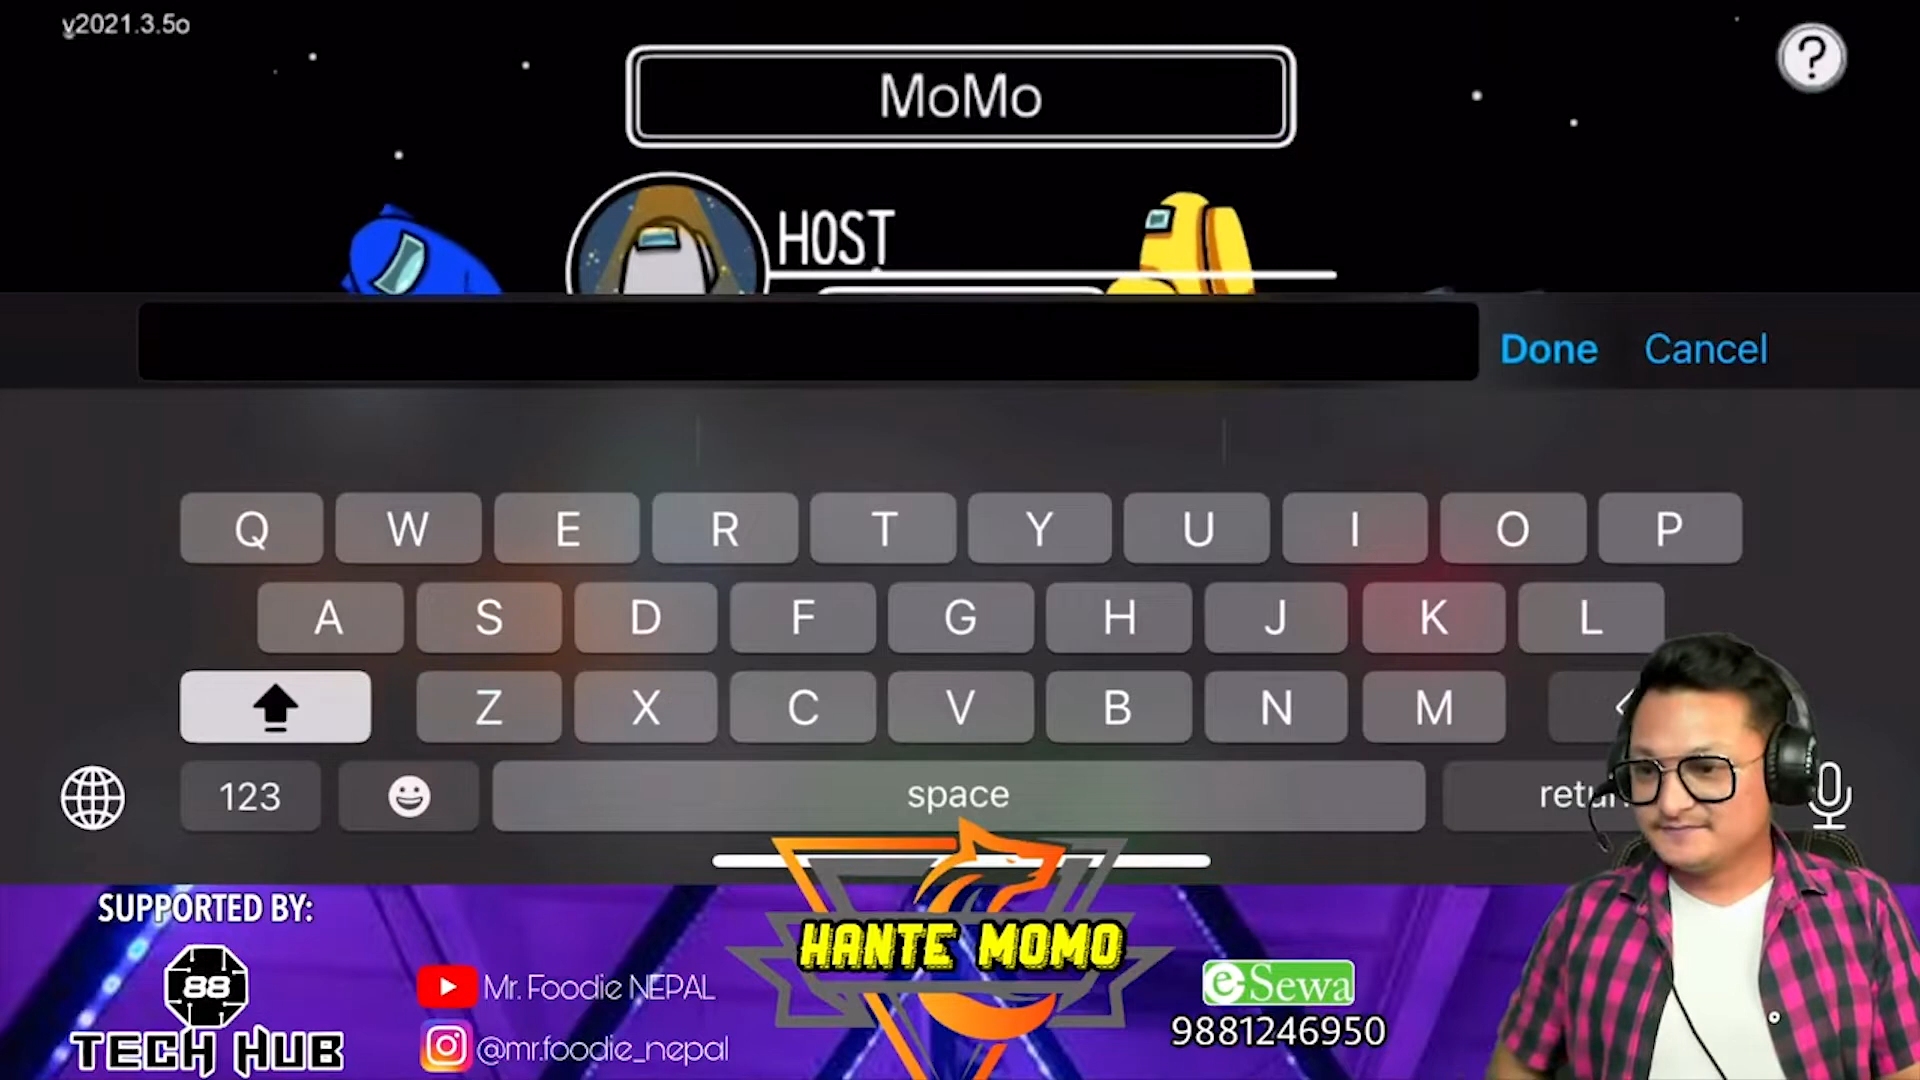 v2021.3.5o
MoMo
?
HOST
Done Cancel
Q W E R T Y U I O P
A S D F G H J K L
Z X C V B N M
123 space
SUPPORTED BY:
88
TECH HUB
Mr. Foodie NEPAL
@mr.foodie_nepal
HANTE MOMO
eSewa
9881246950